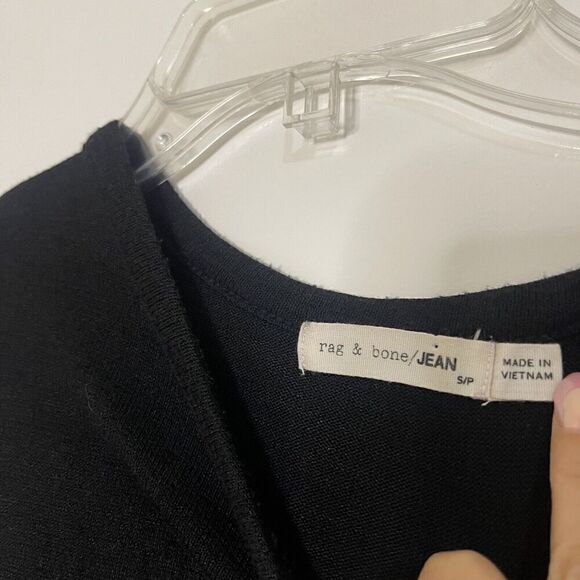 rag & bone/JEAN
S/P
MADE IN
VIETNAM